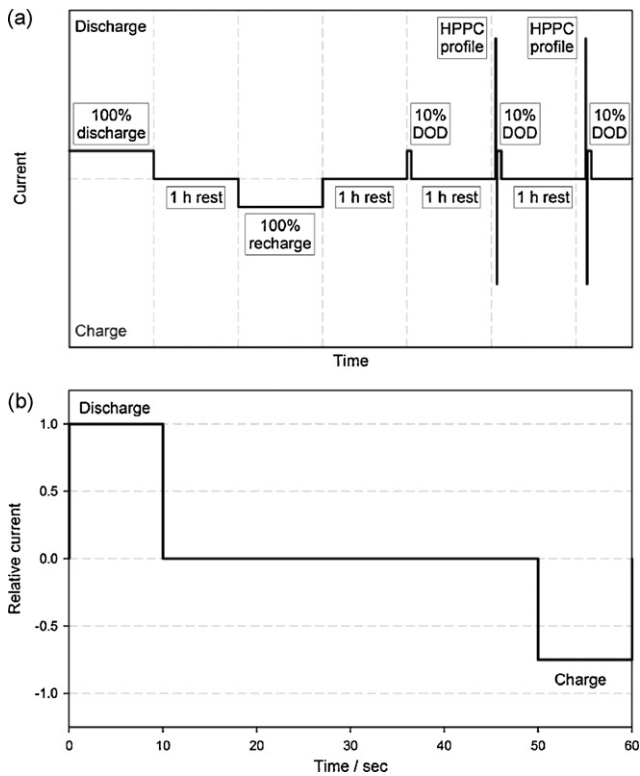 (a)
Discharge
HPPC
profile
HPPC
profile
100%
discharge
10%
DOD
10%
DOD
10%
DOD
Current
1 h rest
1 h rest
1 h rest
1 h rest
100%
recharge
Charge
Time
(b)
Discharge
1.0
0.5
0.0
-0.5
-1.0
Relative current
Charge
0 10 20 30 40 50 60
Time / sec